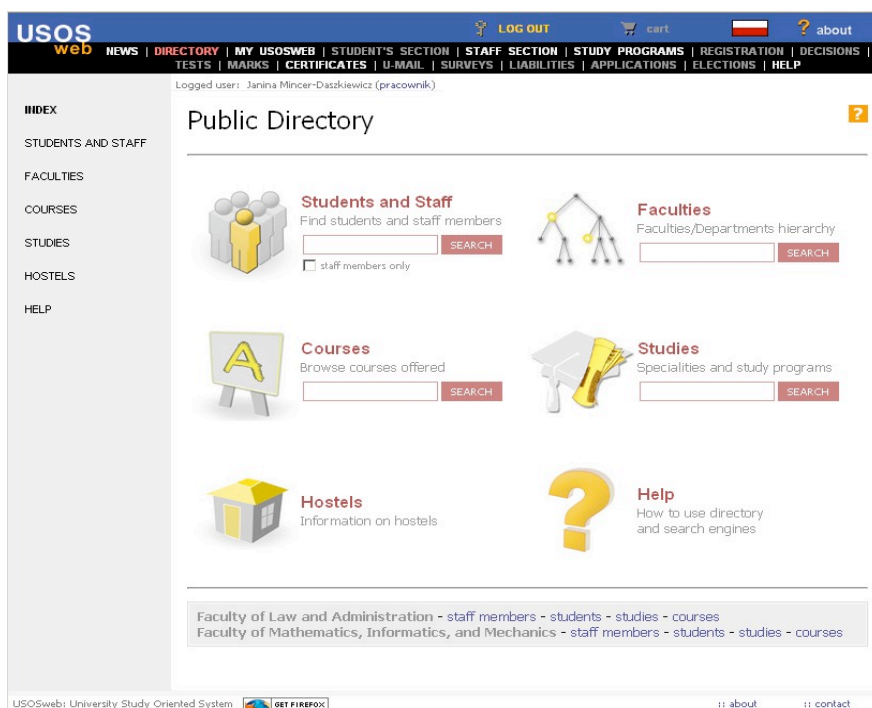 USOS
web
LOG OUT
cart
? about
NEWS | DIRECTORY | MY USOSWEB | STUDENT'S SECTION | STAFF SECTION | STUDY PROGRAMS | REGISTRATION | DECISIONS |
TESTS | MARKS | CERTIFICATES | U-MAIL | SURVEYS | LIABILITIES | APPLICATIONS | ELECTIONS | HELP
Logged user: Janina Mincer-Daszkiewicz (pracownik)
INDEX
STUDENTS AND STAFF
FACULTIES
COURSES
STUDIES
HOSTELS
HELP
Public Directory
?
Students and Staff
Find students and staff members
SEARCH
staff members only
Faculties
Faculties/Departments hierarchy
SEARCH
A
Courses
Browse courses offered
SEARCH
Studies
Specialities and study programs
SEARCH
Hostels
Information on hostels
?
Help
How to use directory
and search engines
Faculty of Law and Administration - staff members - students - studies - courses
Faculty of Mathematics, Informatics, and Mechanics - staff members - students - studies - courses
USOSweb: University Study Oriented System
GET FIREFOX
:: about
:: contact